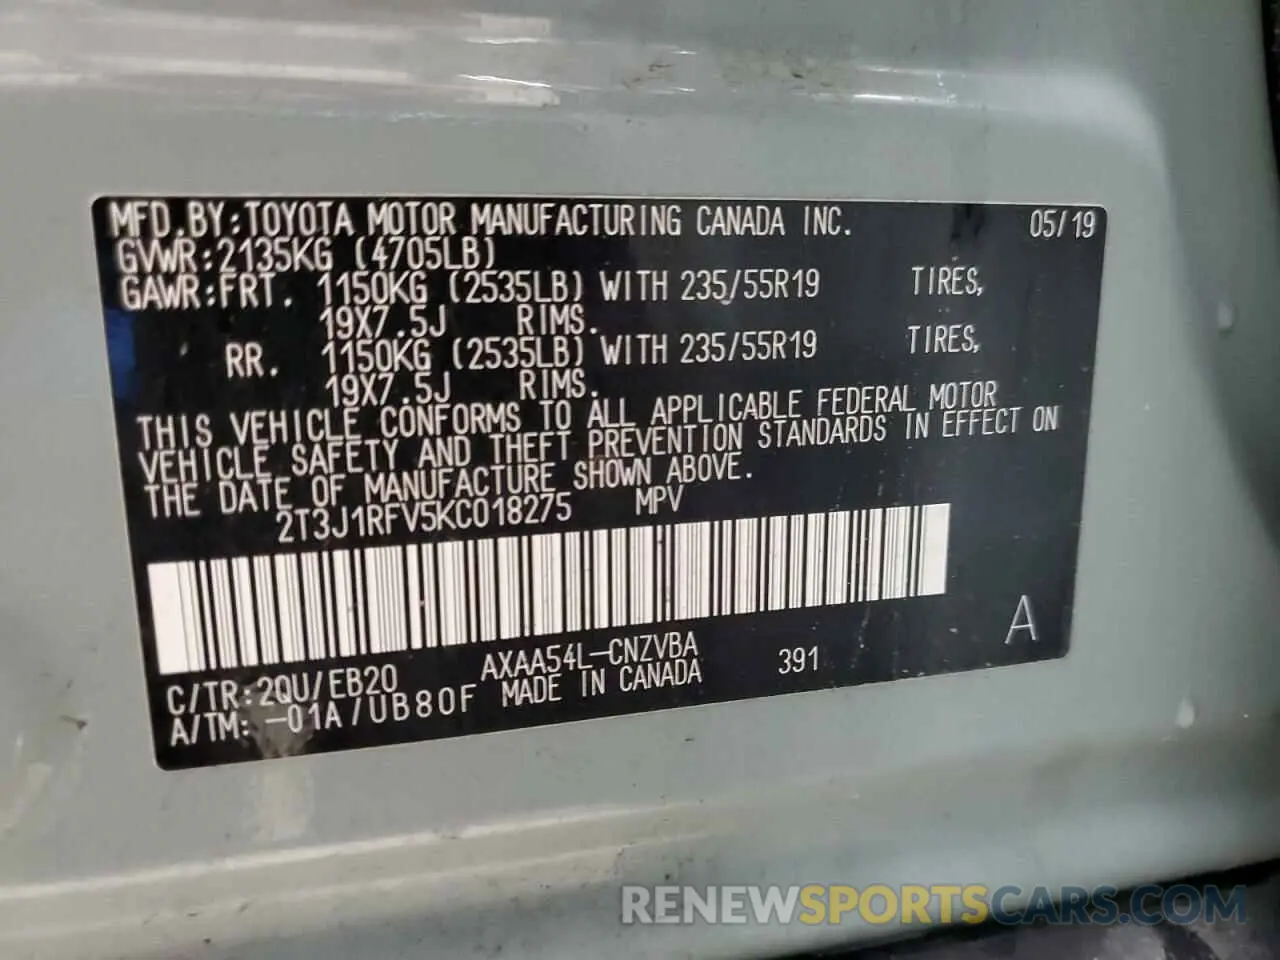 MFD.BY:TOYOTA MOTOR MANUFACTURING CANADA INC. 05/19
GVWR:2135KG (4705LB)
GAWR:FRT. 1150KG (2535LB) WITH 235/55R19 TIRES,
19X7.5J RIMS.
RR. 1150KG (2535LB) WITH 235/55R19 TIRES,
19X7.5J RIMS.
THIS VEHICLE CONFORMS TO ALL APPLICABLE FEDERAL MOTOR
VEHICLE SAFETY AND THEFT PREVENTION STANDARDS IN EFFECT ON
THE DATE OF MANUFACTURE SHOWN ABOVE.
2T3J1RFV5KC018275 MPV
A
AXAA54L-CNZVBA 391
C/TR:2QU/EB20 MADE IN CANADA
A/TM:-01A/UB80F
RENEWSPORTSCARS.COM